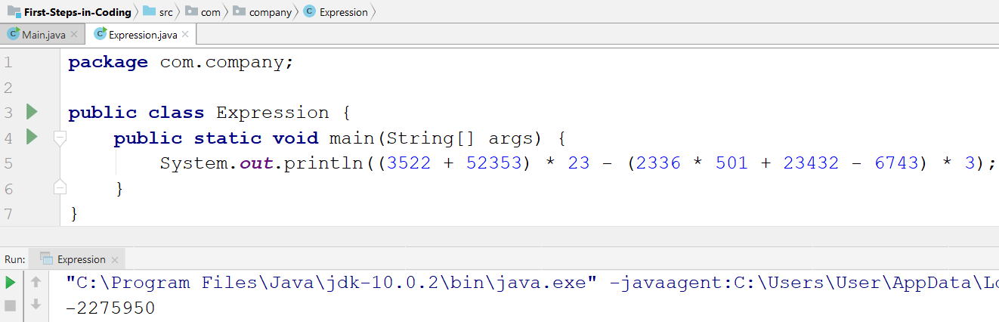 First-Steps-in-Coding src com company Expression
Main.java Expression.java
1 package com.company;
2
3 public class Expression {
4 public static void main(String[] args) {
5 System.out.println((3522 + 52353) * 23 - (2336 * 501 + 23432 - 6743) * 3);
6 }
7 }
Run: Expression
"C:\Program Files\Java\jdk-10.0.2\bin\java.exe" -javaagent:C:\Users\User\AppData\Lo
-2275950